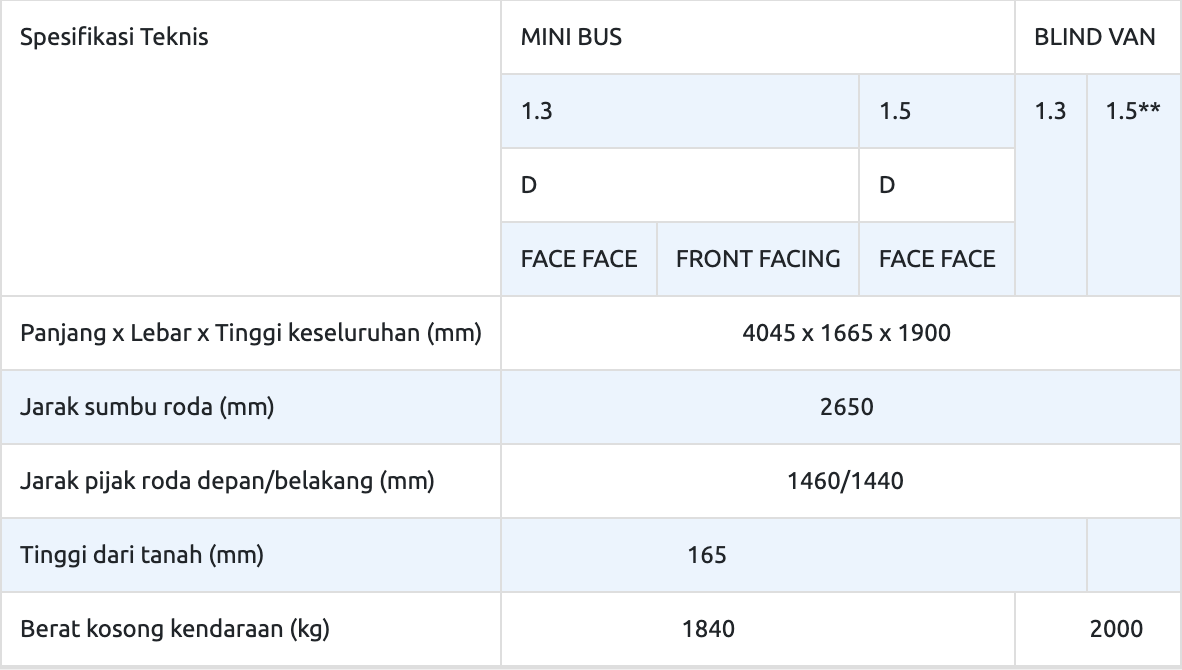 Spesifikasi Teknis MINI BUS BLIND VAN
1.3 1.5 1.3 1.5**
D D
FACE FACE FRONT FACING FACE FACE
Panjang x Lebar x Tinggi keseluruhan (mm) 4045 x 1665 x 1900
Jarak sumbu roda (mm) 2650
Jarak pijak roda depan/belakang (mm) 1460/1440
Tinggi dari tanah (mm) 165
Berat kosong kendaraan (kg) 1840 2000